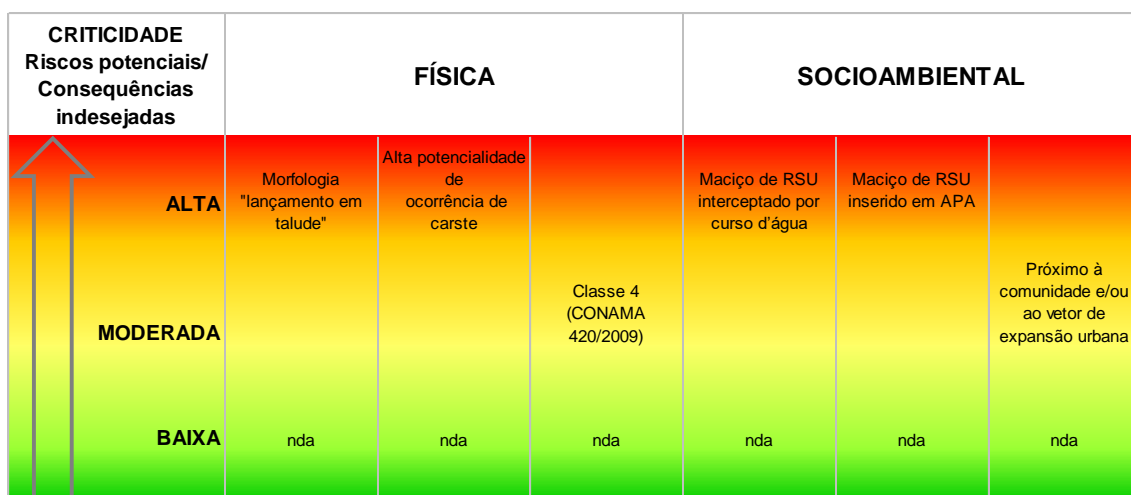 CRITICIDADE
Riscos potenciais/
Consequências
indesejadas
FÍSICA
SOCIOAMBIENTAL
ALTA
Morfologia
"lançamento em
talude"
Alta potencialidade
de
ocorrência de
carste
Maciço de RSU
interceptado por
curso d'água
Maciço de RSU
inserido em APA
MODERADA
Classe 4
(CONAMA
420/2009)
Próximo à
comunidade e/ou
ao vetor de
expansão urbana
BAIXA
nda
nda
nda
nda
nda
nda